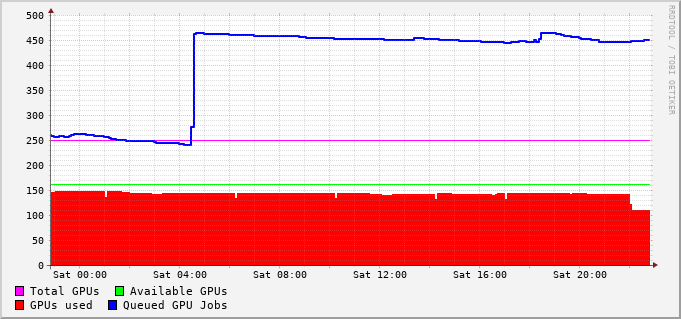 500
450
400
350
300
250
200
150
100
50
0
Sat 00:00 Sat 04:00 Sat 08:00 Sat 12:00 Sat 16:00 Sat 20:00
Total GPUs Available GPUs
GPUs used Queued GPU Jobs
RRDTOOL / TOBI OETIKER